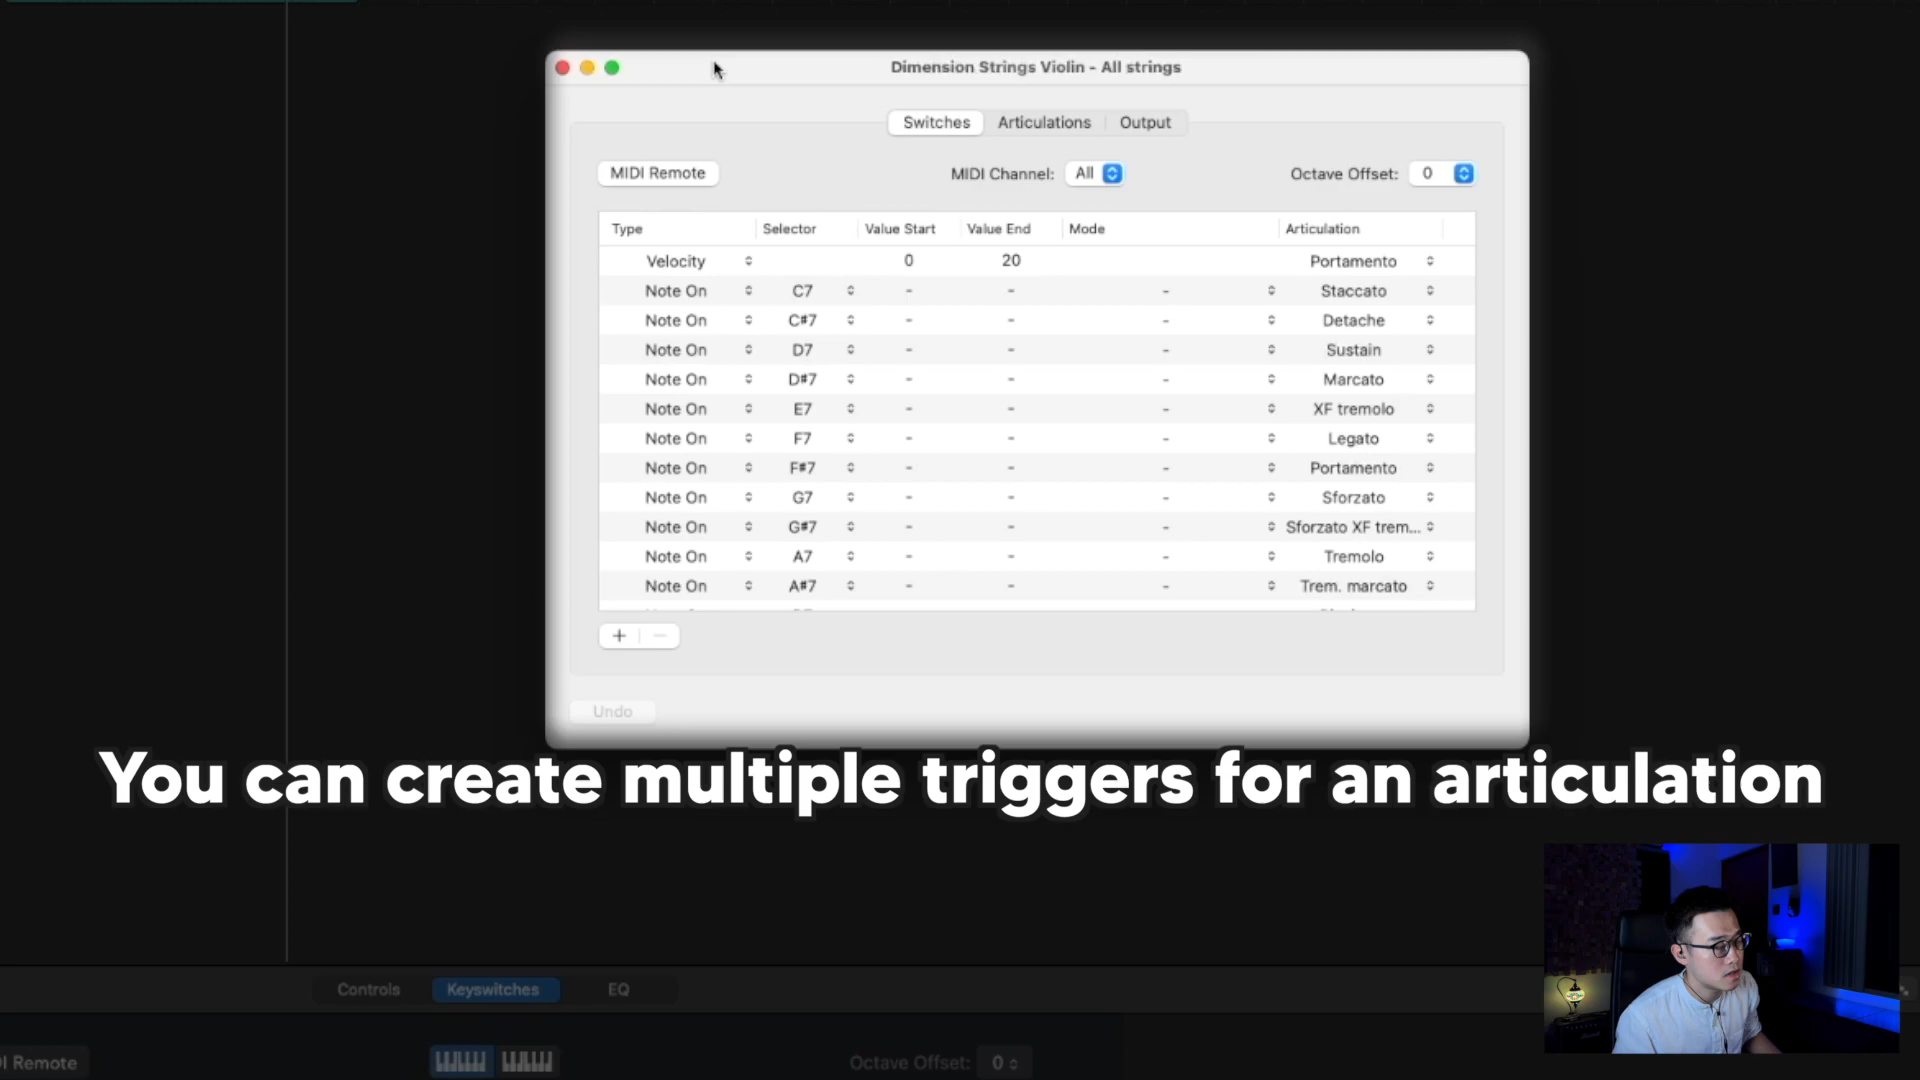 Dimension Strings Violin - All strings
Switches Articulations Output
MIDI Remote MIDI Channel: All Octave Offset: 0
Type Selector Value Start Value End Mode Articulation
Velocity 0 20 Portamento
Note On C7 - - - Staccato
Note On C#7 - - - Detache
Note On D7 - - - Sustain
Note On D#7 - - - Marcato
Note On E7 - - - XF tremolo
Note On F7 - - - Legato
Note On F#7 - - - Portamento
Note On G7 - - - Sforzato
Note On G#7 - - - Sforzato XF trem...
Note On A7 - - - Tremolo
Note On A#7 - - - Trem. marcato
+ -
Undo
You can create multiple triggers for an articulation
Controls Keyswitches EQ
I Remote Octave Offset: 0